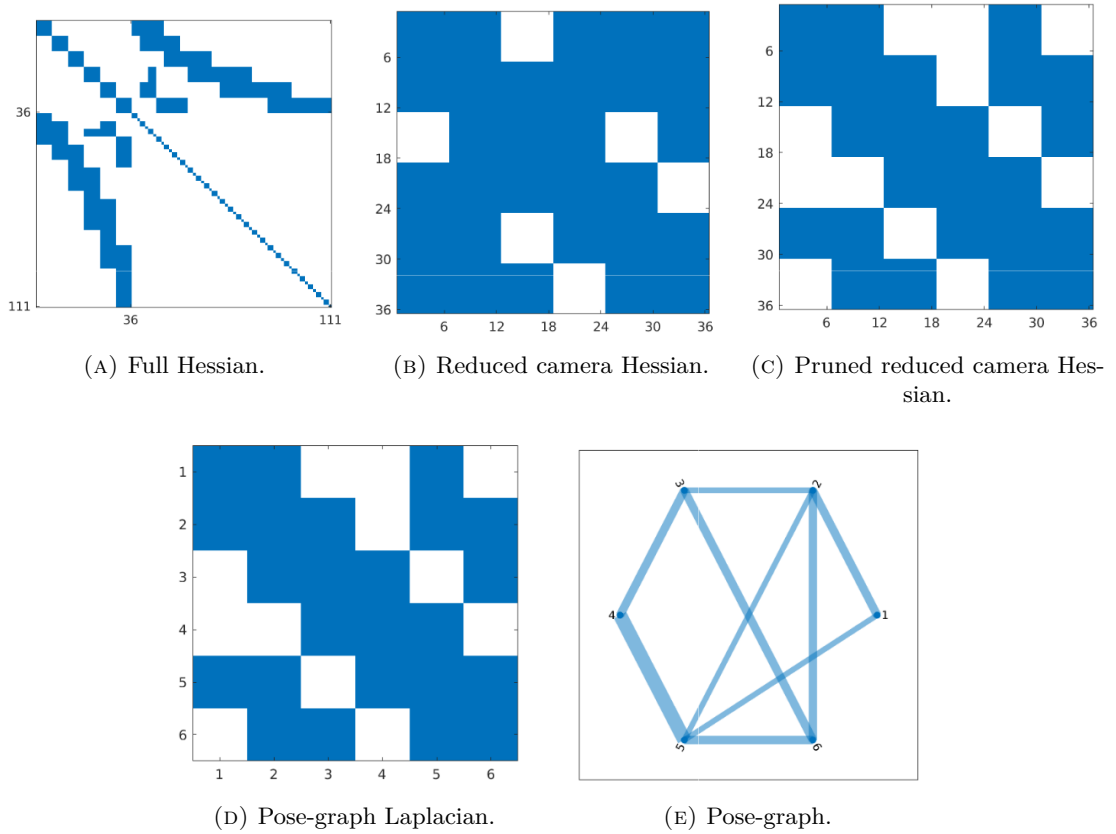 36
111
36
111
(A) Full Hessian.
6
12
18
24
30
36
6 12 18 24 30 36
(B) Reduced camera Hessian.
6
12
18
24
30
36
6 12 18 24 30 36
(C) Pruned reduced camera Hes-
sian.
1
2
3
4
5
6
1 2 3 4 5 6
(D) Pose-graph Laplacian.
3 2
4 1
5 6
(E) Pose-graph.